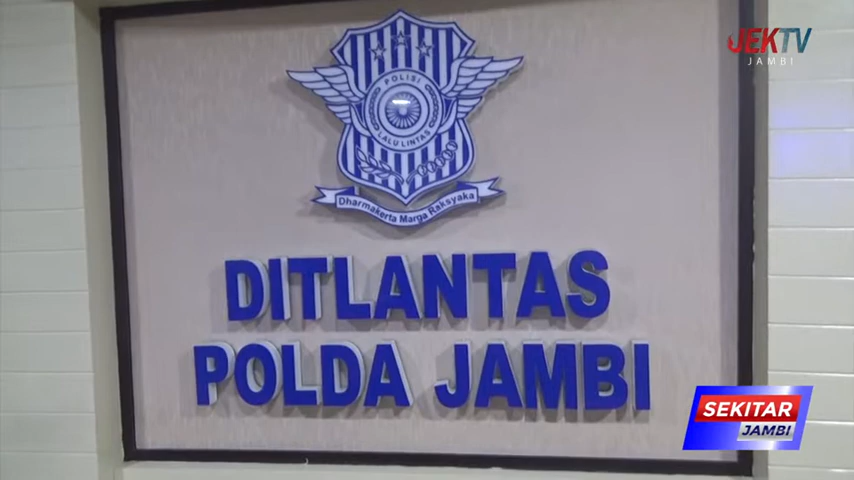 JEKTV
JAMBI
POLISI
LALU LINTAS
Dharmakerta Marga Raksyaka
DITLANTAS
POLDA JAMBI
SEKITAR
JAMBI